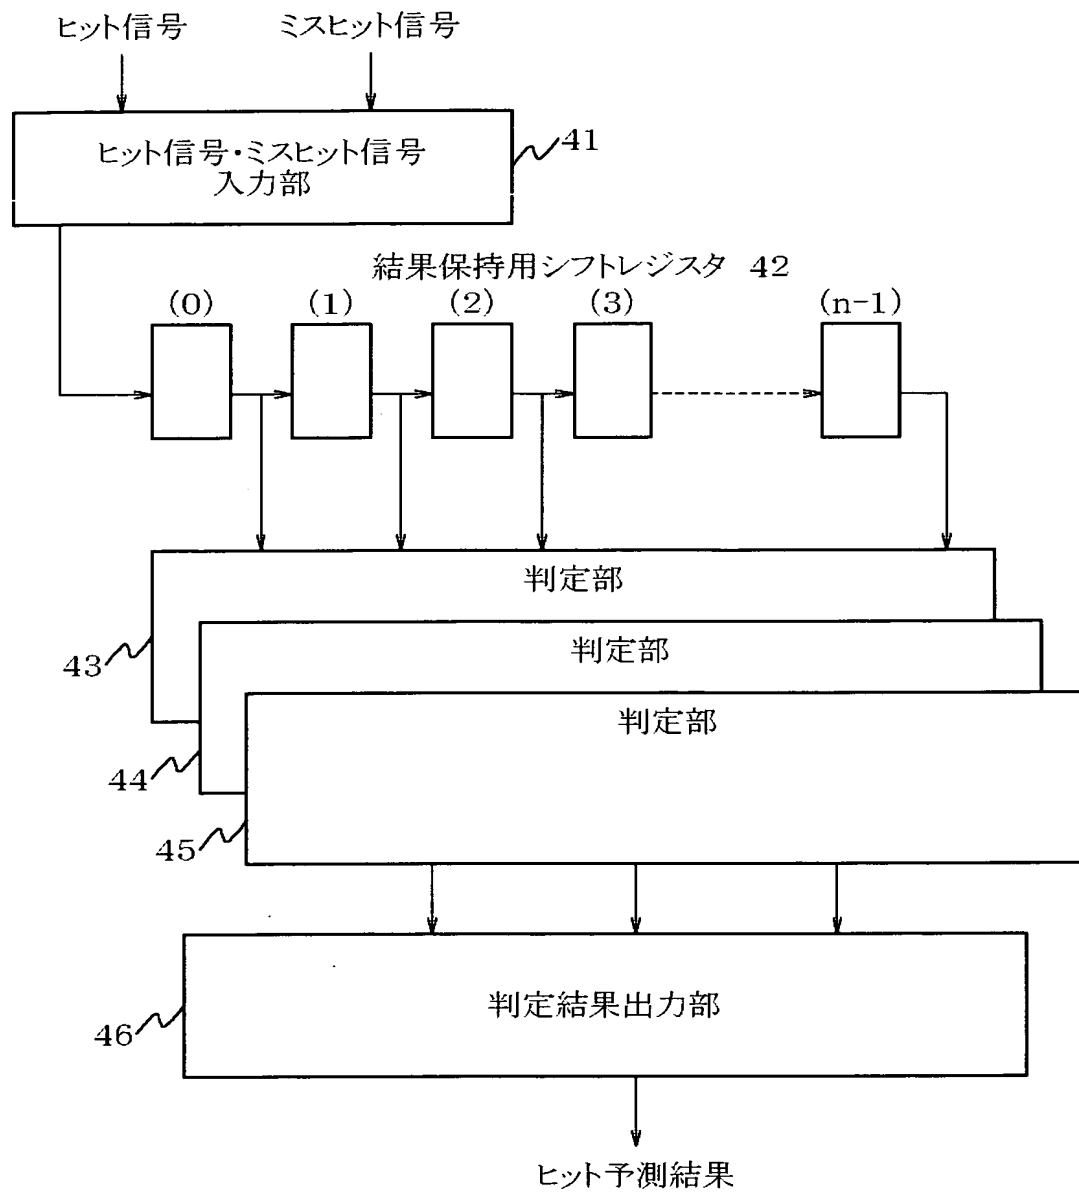 ヒット信号 ミスヒット信号
ヒット信号・ミスヒット信号
入力部
41
結果保持用シフトレジスタ 42
(0) (1) (2) (3) (n-1)
判定部
43
判定部
44
判定部
45
判定結果出力部
46
ヒット予測結果